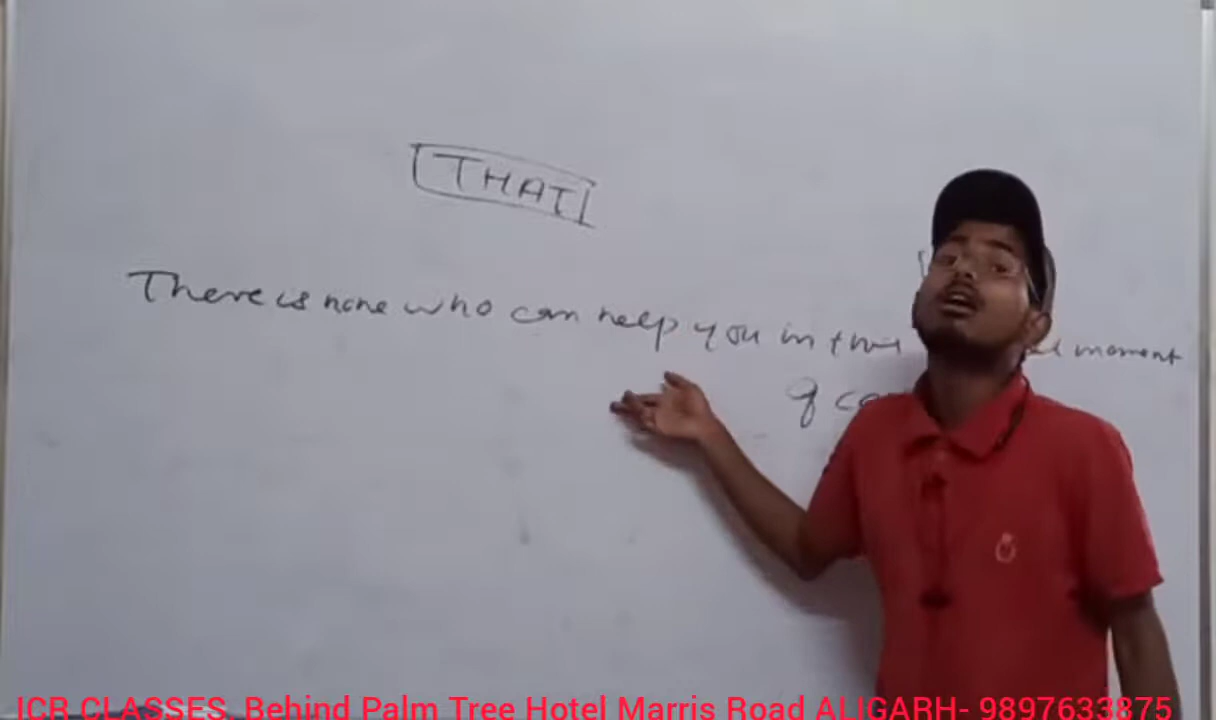 THAT
There is none who can help you in this moment
of
ICR CLASSES, Behind Palm Tree Hotel Marris Road ALIGARH- 9897633875